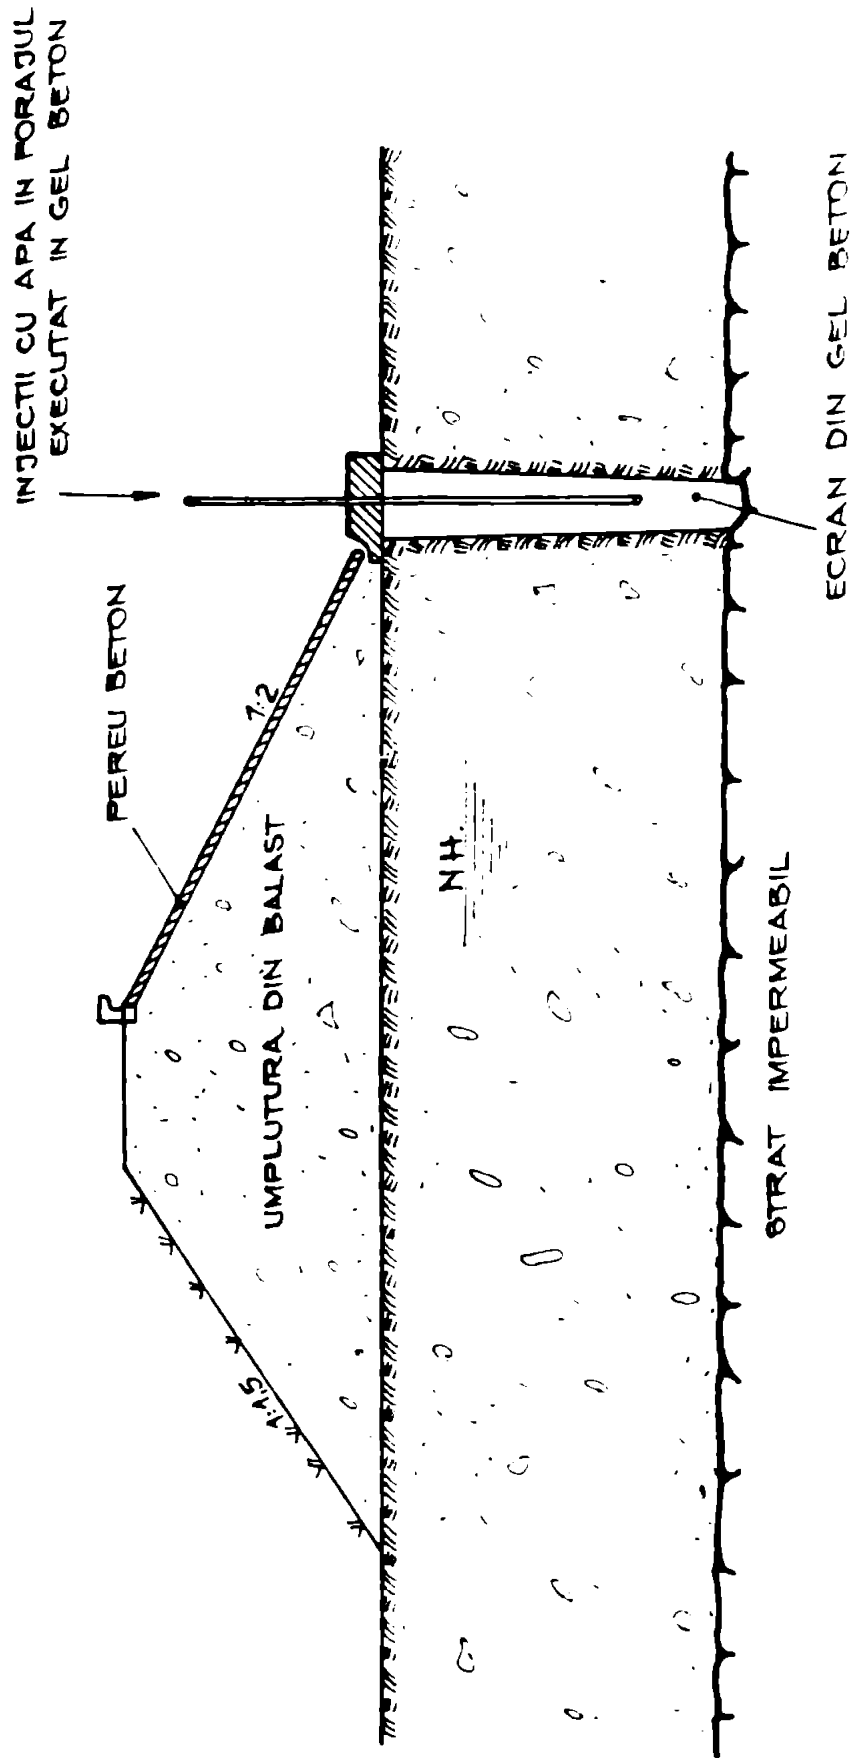 INJECTII CU APA IN FORAJUL
EXECUTAT IN GEL BETON
PEREU BETON
1:2
UMPLUTURA DIN BALAST
1:1,5
NH.
STRAT IMPERMEABIL
ECRAN DIN GEL BETON